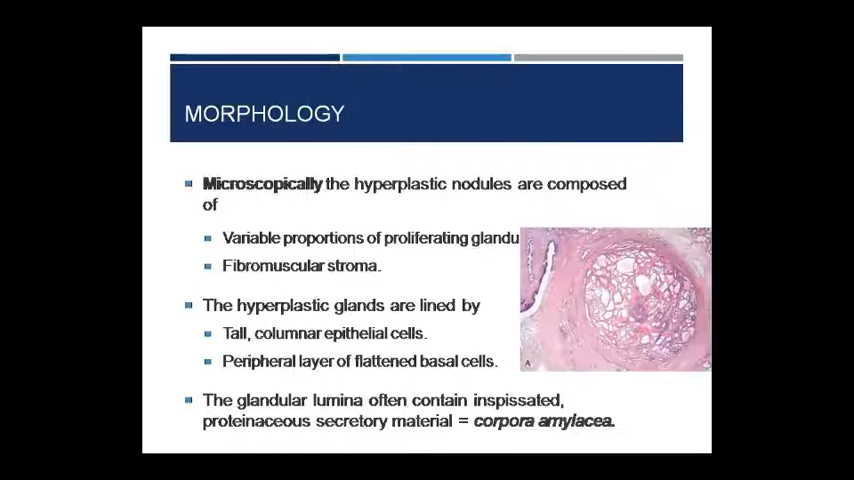 MORPHOLOGY
Microscopically the hyperplastic nodules are composed
of
Variable proportions of proliferating glandu
Fibromuscular stroma.
The hyperplastic glands are lined by
Tall, columnar epithelial cells.
Peripheral layer of flattened basal cells.
The glandular lumina often contain inspissated,
proteinaceous secretory material = corpora amylacea.
A